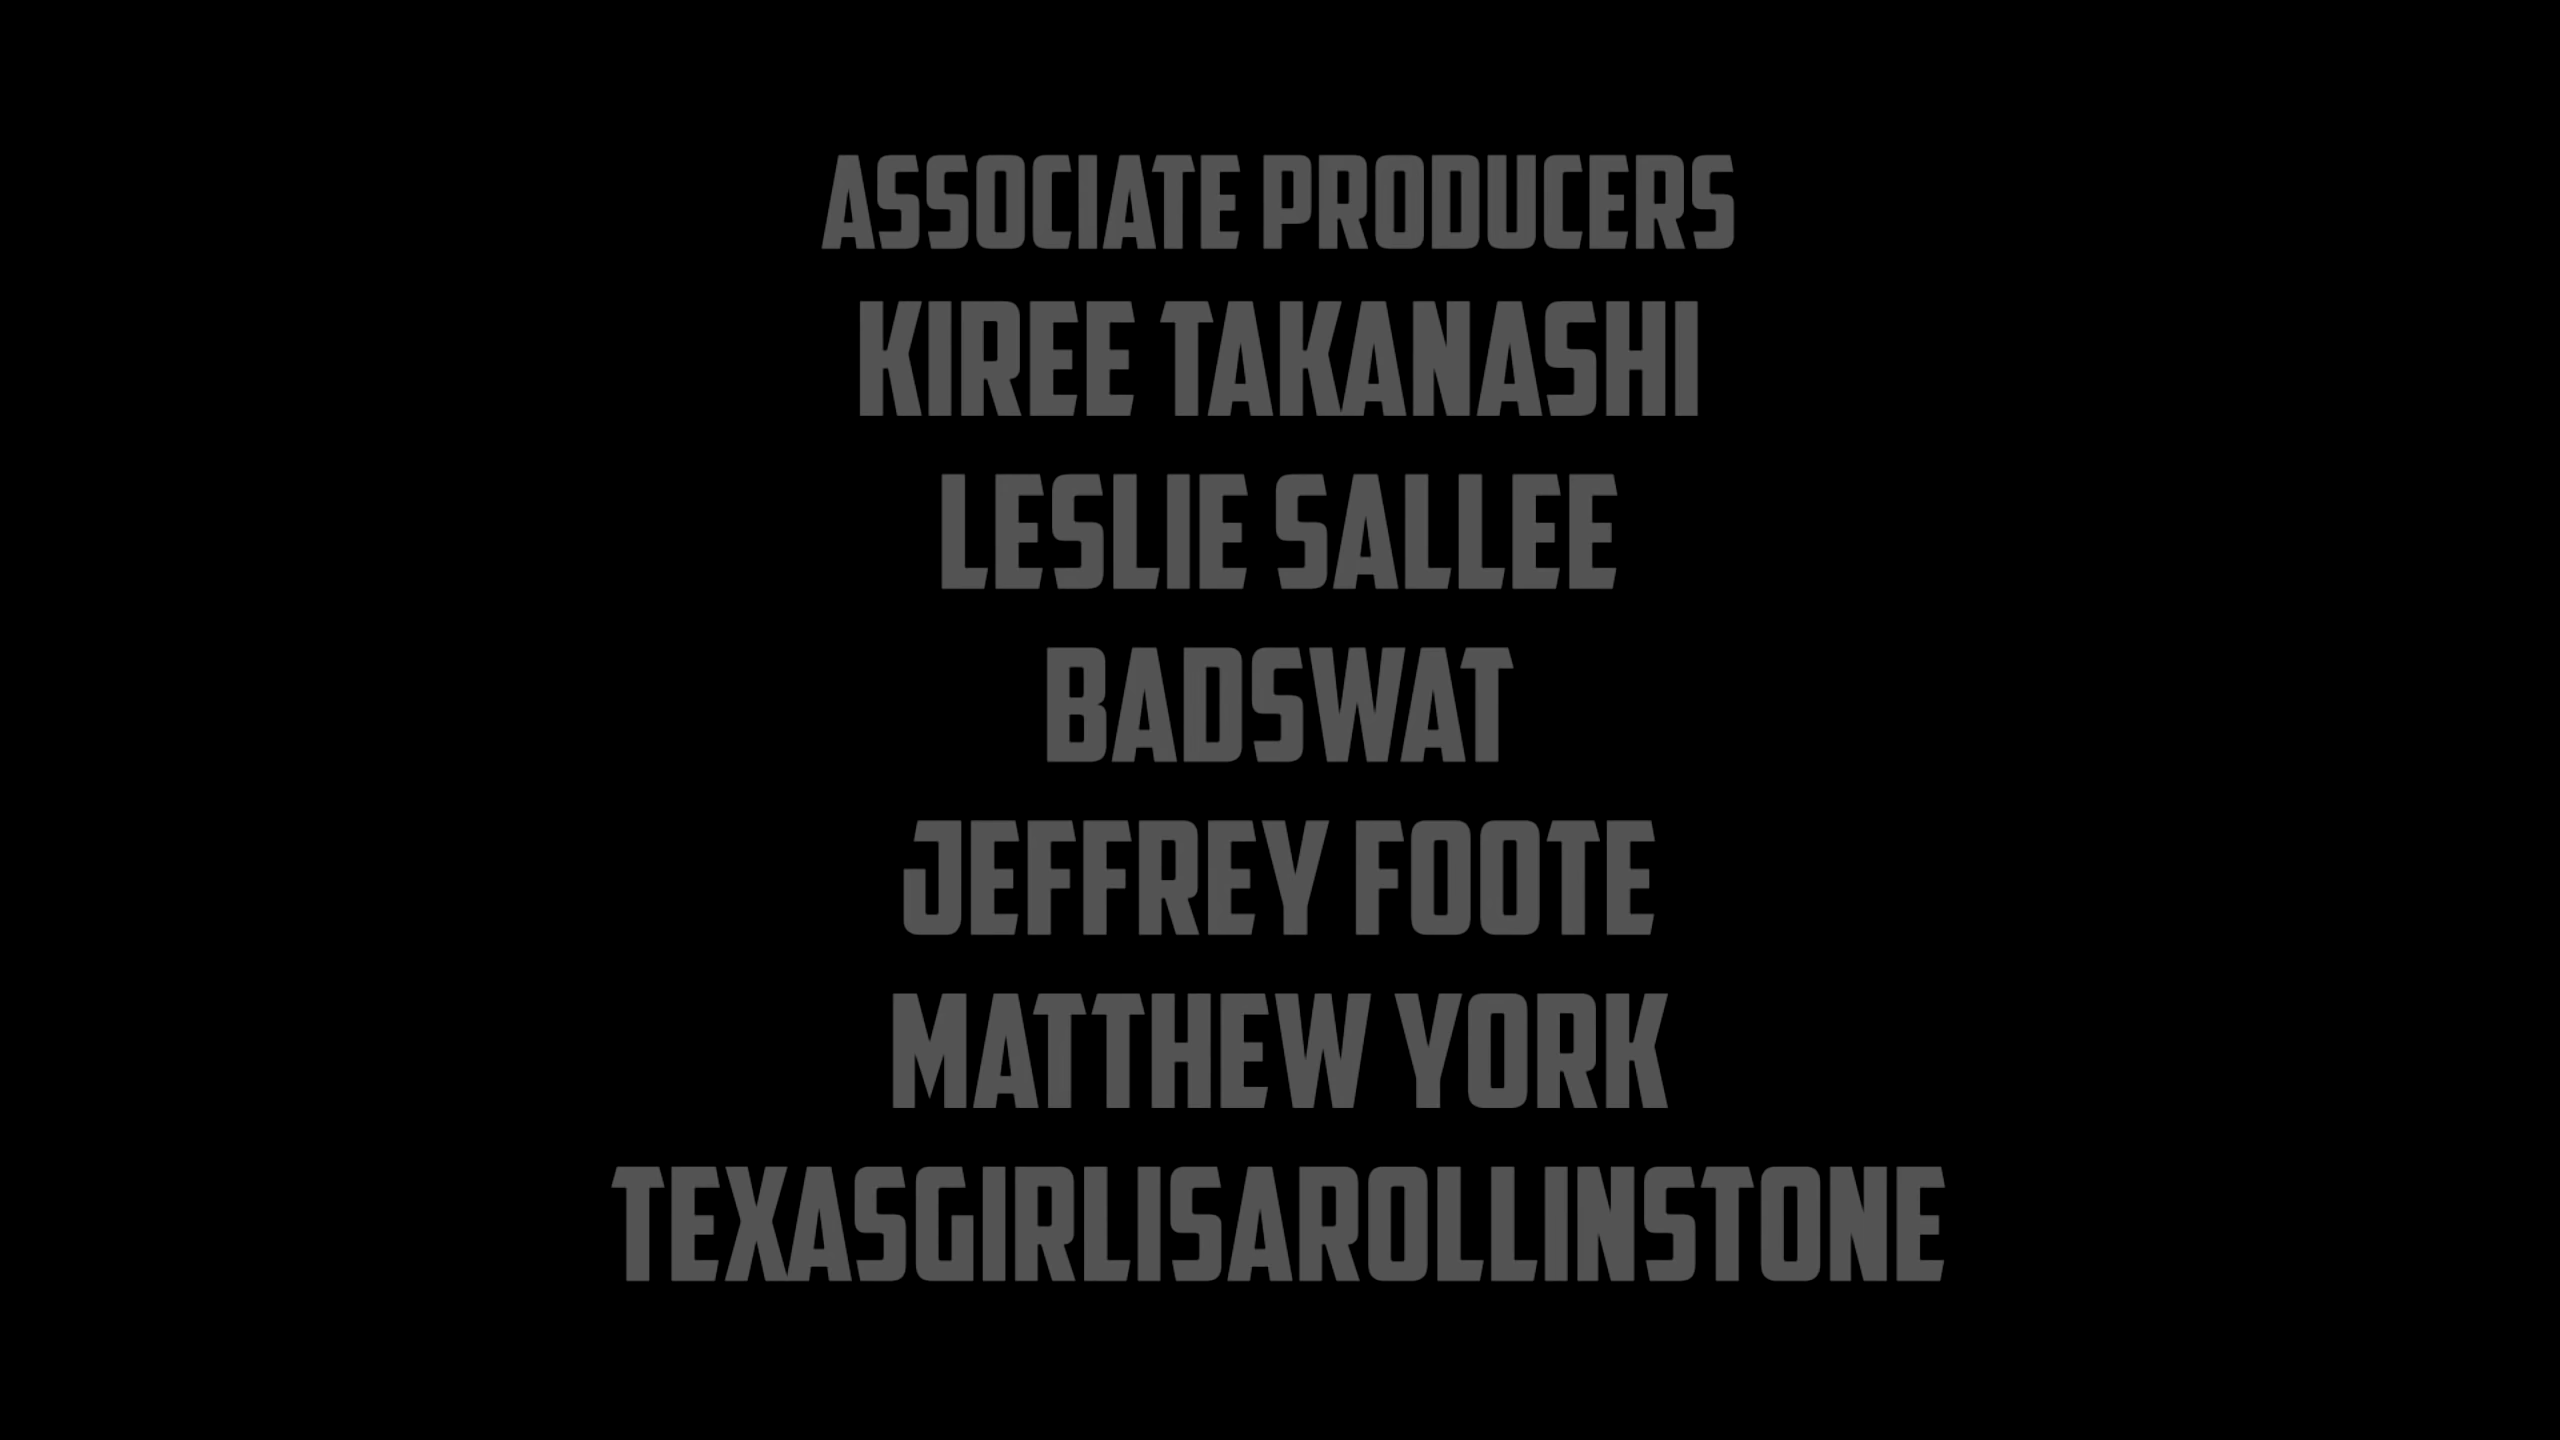 ASSOCIATE PRODUCERS
KIREE TAKANASHI
LESLIE SALLEE
BADSWAT
JEFFREY FOOTE
MATTHEW YORK
TEXASGIRLISAROLLINSTONE